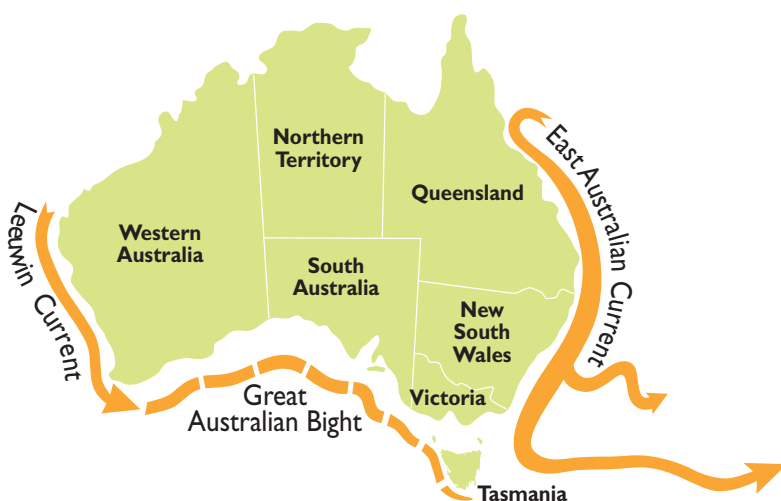 Northern
Territory
Queensland
Western
Australia
South
Australia
New
South
Wales
Victoria
Tasmania
Leeuwin Current
Great
Australian Bight
East Australian Current